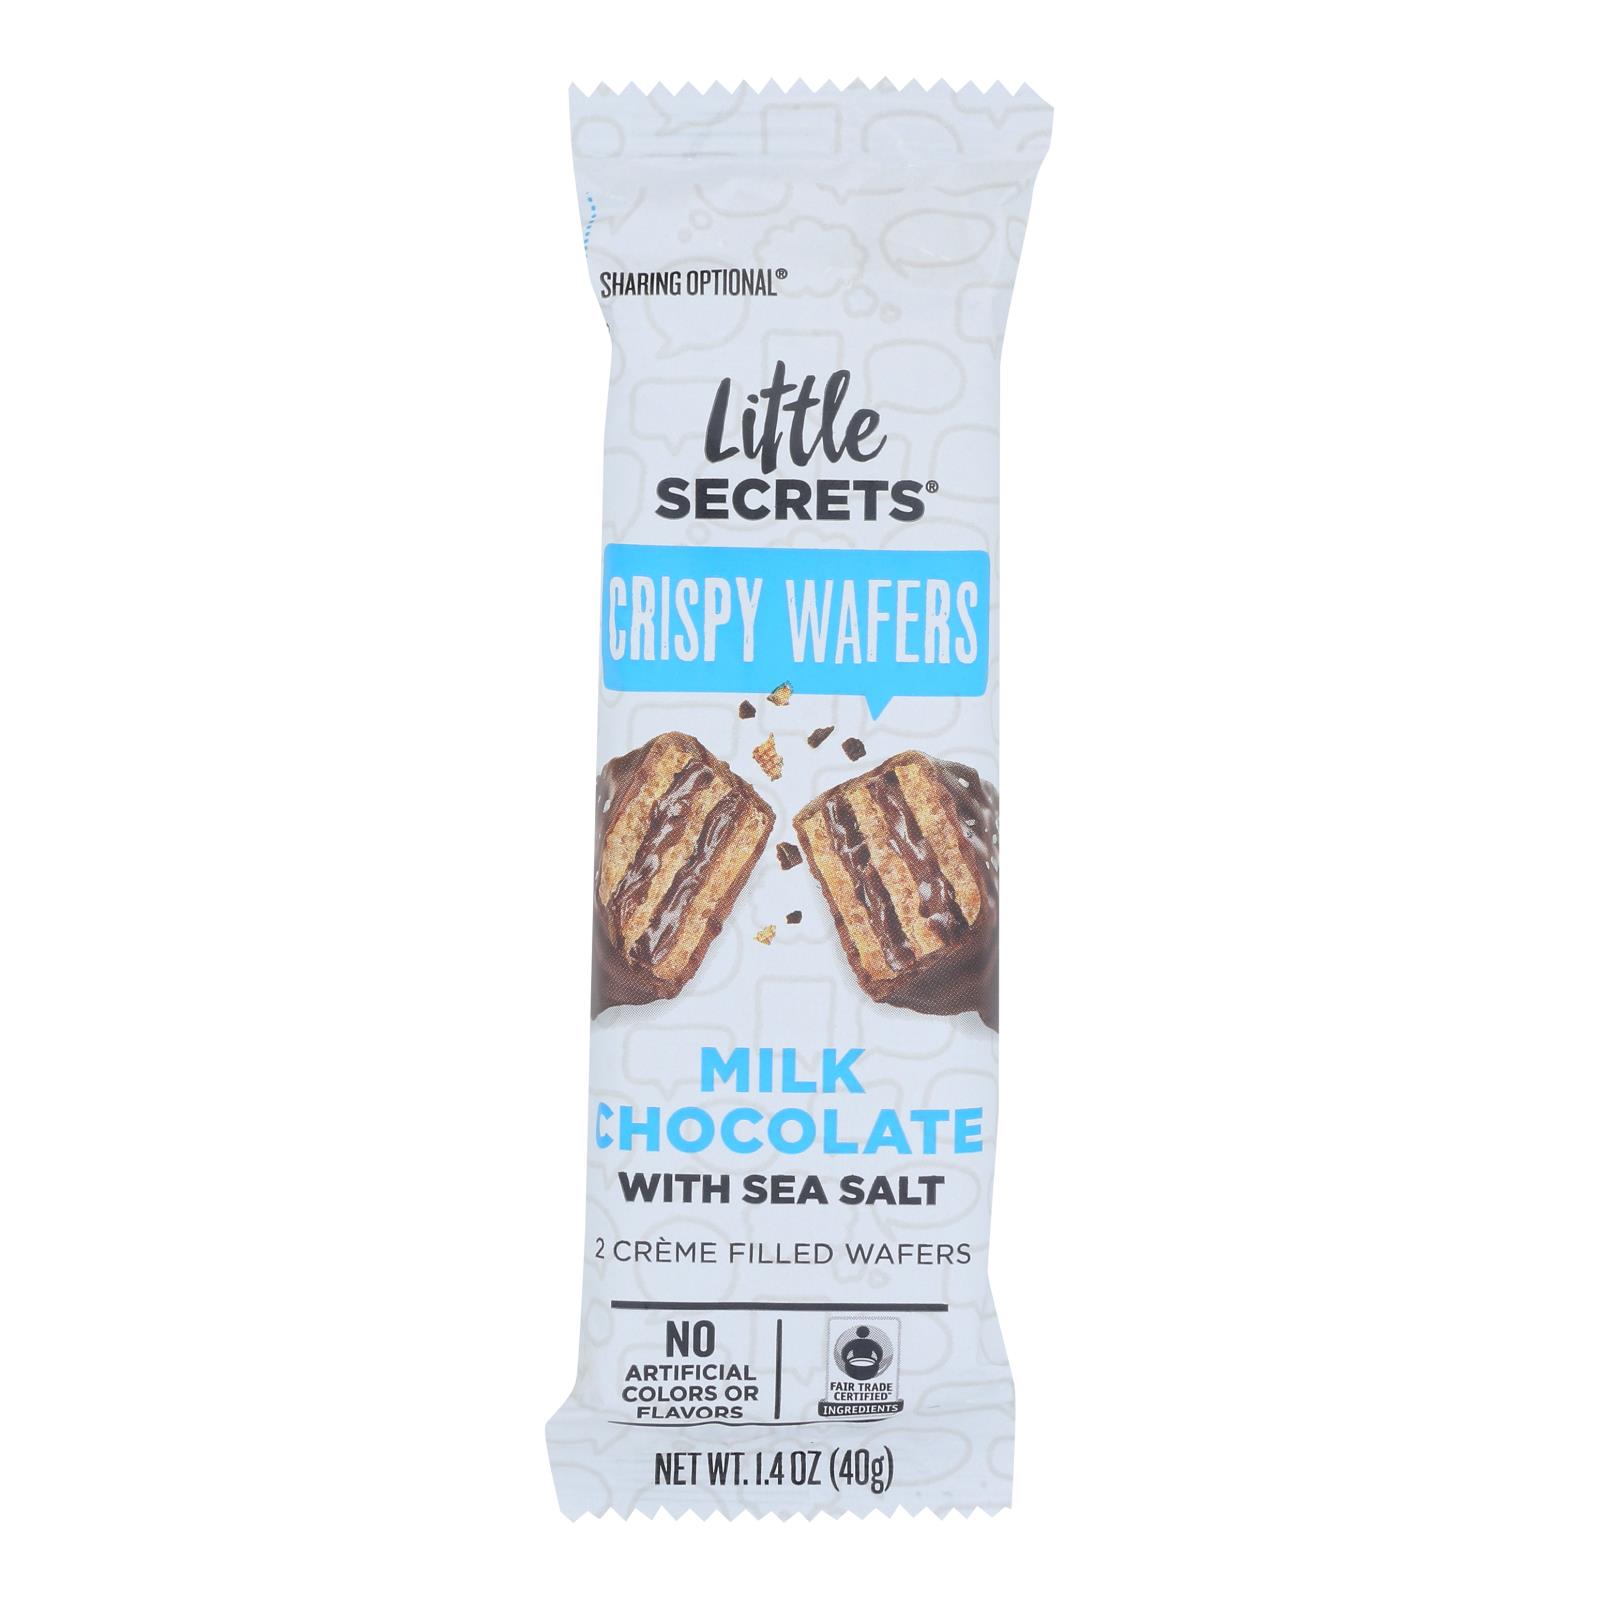 SHARING OPTIONAL®
Little
SECRETS®
CRISPY WAFERS
MILK
CHOCOLATE
WITH SEA SALT
2 CRÈME FILLED WAFERS
NO
ARTIFICIAL
COLORS OR
FLAVORS
FAIR TRADE
CERTIFIED™
INGREDIENTS
NET WT. 1.4 OZ (40g)